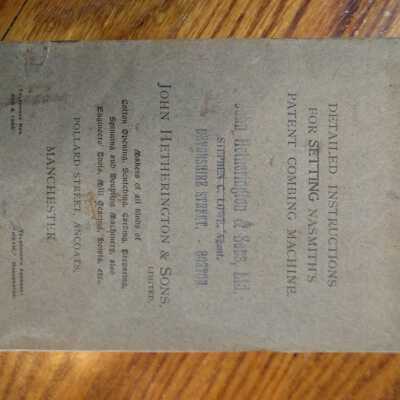 DETAILED INSTRUCTIONS
FOR SETTING NASMITH'S
PATENT COMBING MACHINE.
John Hetherington & Sons, Ltd.
STEPHEN C. LOWE, Agent.
DEVONSHIRE STREET, - BOSTON
JOHN HETHERINGTON & SONS,
LIMITED,
Makers of all kinds of
Cotton Opening, Scutching, Carding, Preparing,
Spinning and Doubling Machinery, also
Engineers' Tools, Mill Gearing, Boilers, etc.
POLLARD STREET, ANCOATS,
MANCHESTER